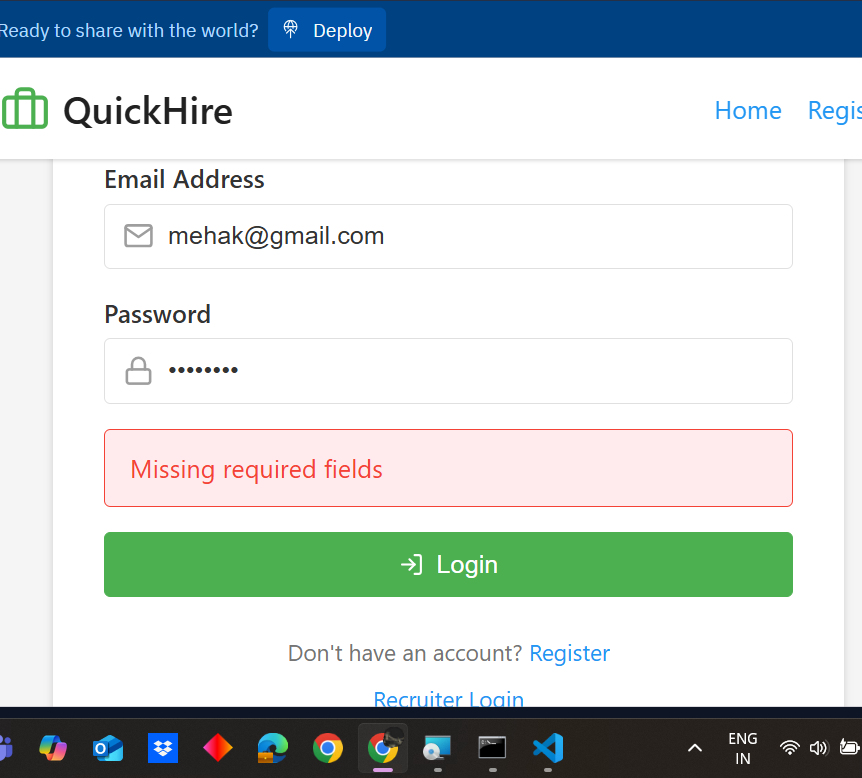 Ready to share with the world? Deploy
QuickHire Home Regis
Email Address
mehak@gmail.com
Password
••••••••
Missing required fields
Login
Don't have an account? Register
Recruiter Login
ENG
IN